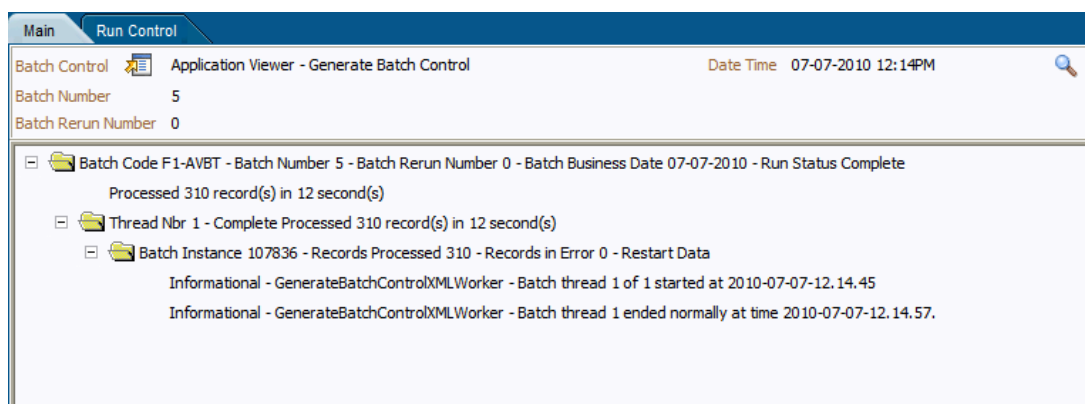 Main Run Control
Batch Control Application Viewer - Generate Batch Control Date Time 07-07-2010 12:14PM
Batch Number 5
Batch Rerun Number 0
Batch Code F1-AVBT - Batch Number 5 - Batch Rerun Number 0 - Batch Business Date 07-07-2010 - Run Status Complete
Processed 310 record(s) in 12 second(s)
Thread Nbr 1 - Complete Processed 310 record(s) in 12 second(s)
Batch Instance 107836 - Records Processed 310 - Records in Error 0 - Restart Data
Informational - GenerateBatchControlXMLWorker - Batch thread 1 of 1 started at 2010-07-07-12.14.45
Informational - GenerateBatchControlXMLWorker - Batch thread 1 ended normally at time 2010-07-07-12.14.57.